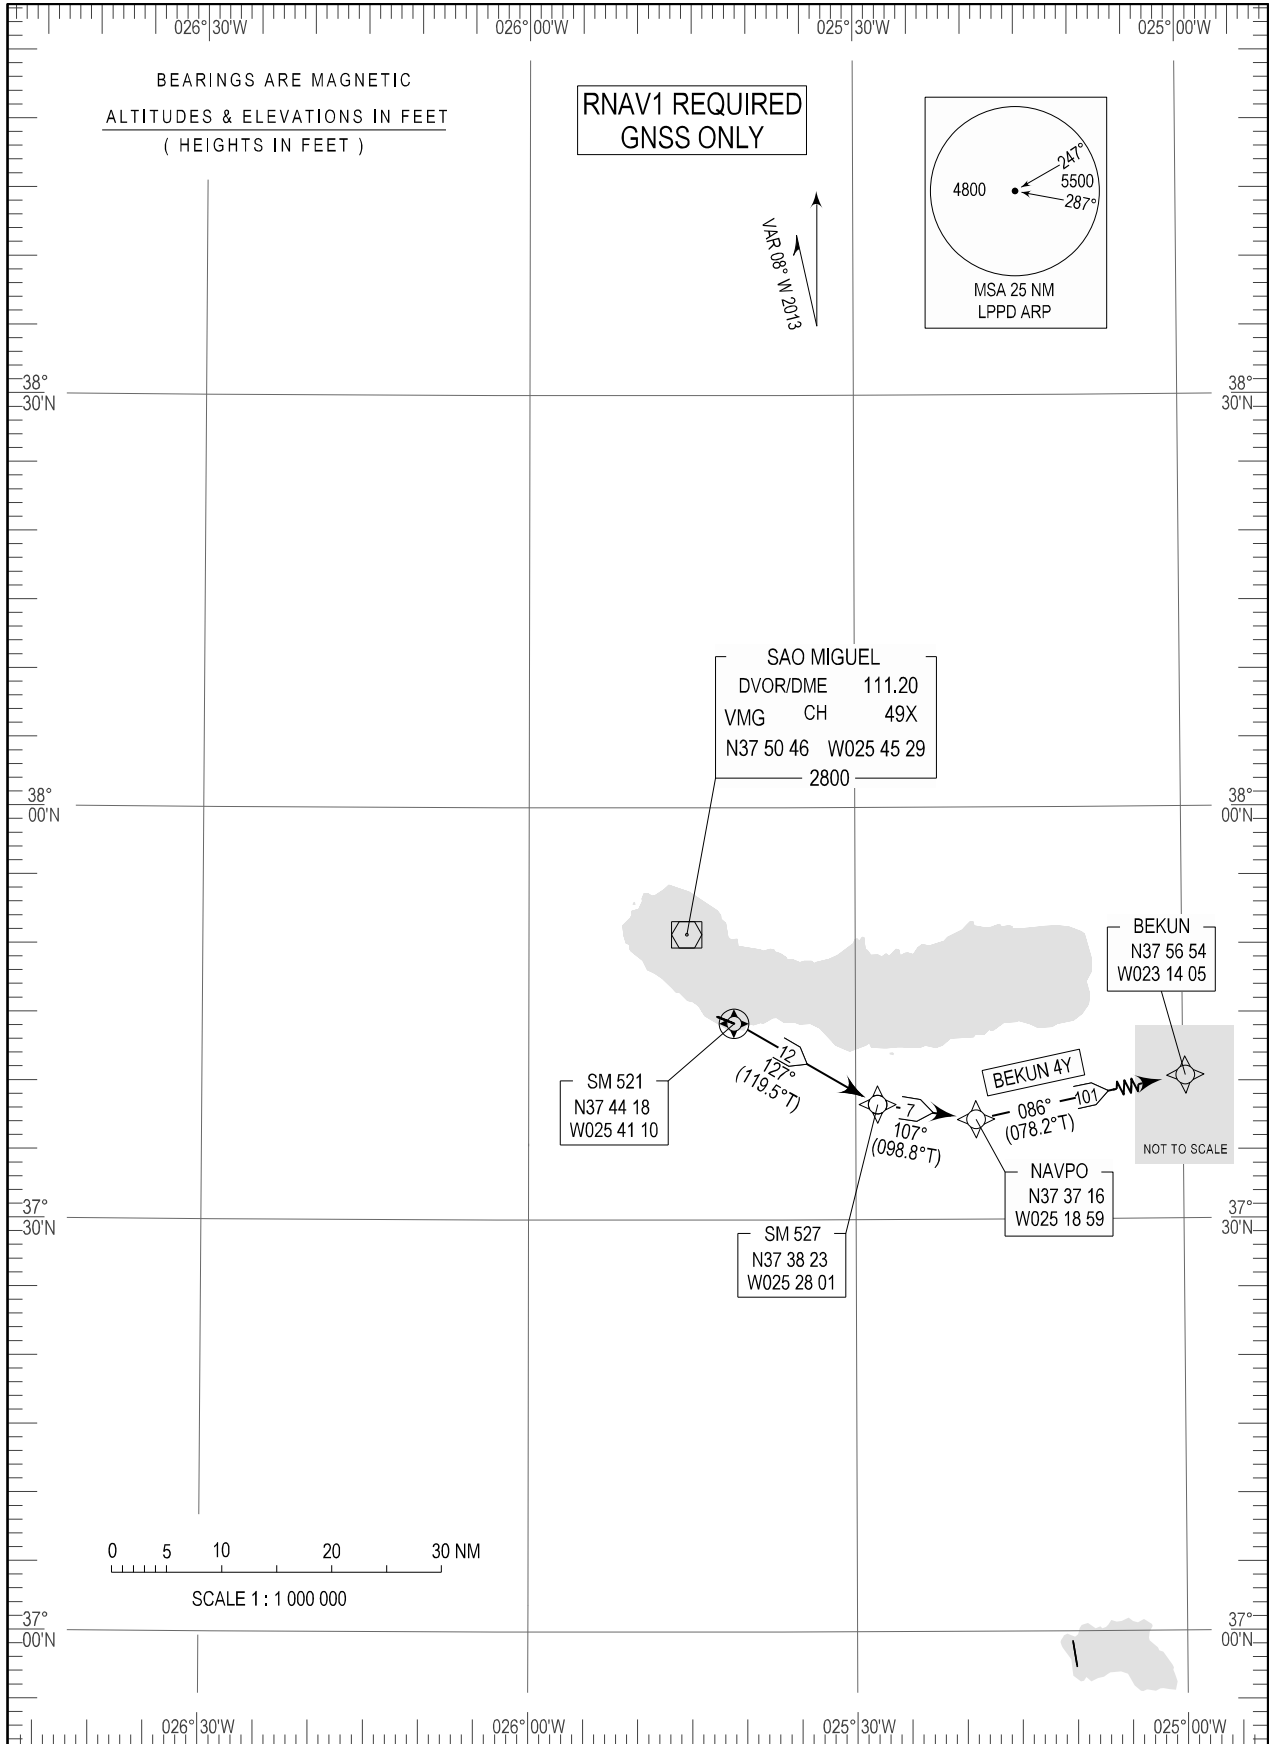 026°30'W
026°00'W
025°30'W
025°00'W
BEARINGS ARE MAGNETIC
ALTITUDES & ELEVATIONS IN FEET
( HEIGHTS IN FEET )
RNAV1 REQUIRED
GNSS ONLY
VAR 08° W 2013
247°
4800
5500
287°
MSA 25 NM
LPPD ARP
38°
30'N
38°
30'N
SAO MIGUEL
DVOR/DME 111.20
VMG CH 49X
N37 50 46 W025 45 29
2800
38°
00'N
38°
00'N
BEKUN
N37 56 54
W023 14 05
12
127°
(119.5°T)
SM 521
N37 44 18
W025 41 10
7
107°
(098.8°T)
BEKUN 4Y
086°
101
(078.2°T)
NOT TO SCALE
NAVPO
N37 37 16
W025 18 59
37°
30'N
37°
30'N
SM 527
N37 38 23
W025 28 01
0 5 10 20 30 NM
SCALE 1 : 1 000 000
37°
00'N
37°
00'N
026°30'W
026°00'W
025°30'W
025°00'W